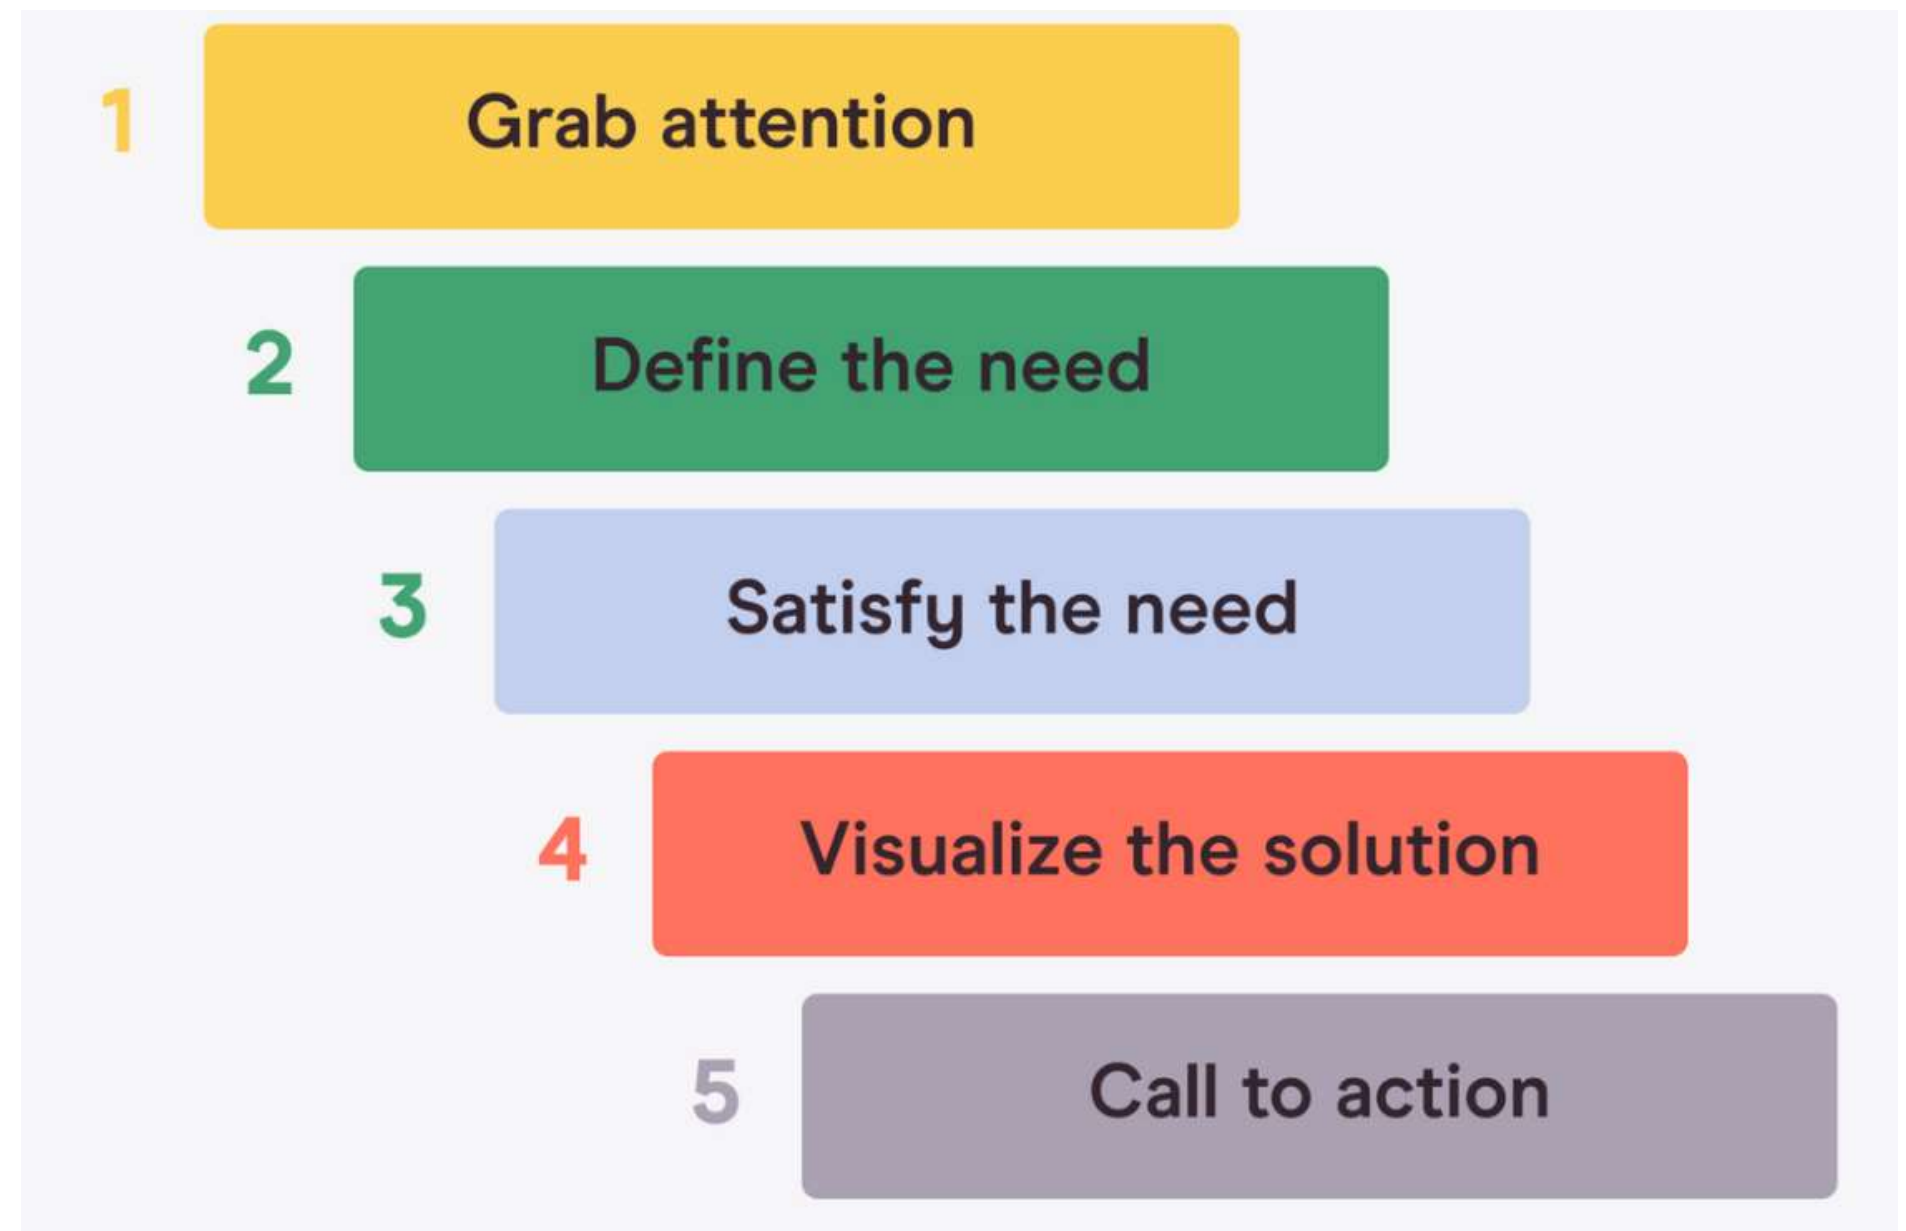 1 Grab attention
2 Define the need
3 Satisfy the need
4 Visualize the solution
5 Call to action